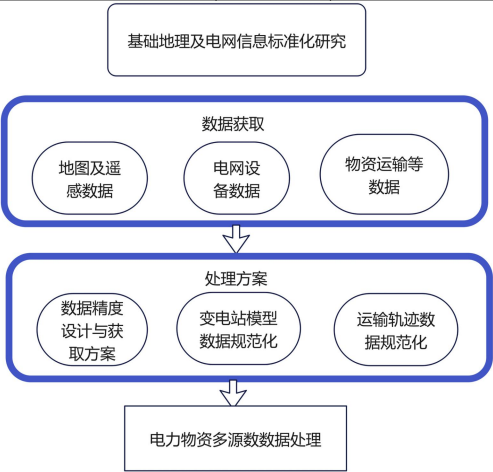 基础地理及电网信息标准化研究
数据获取
地图及遥
感数据
电网设
备数据
物资运输等
数据
处理方案
数据精度
设计与获
取方案
变电站模型
数据规范化
运输轨迹数
据规范化
电力物资多源数数据处理